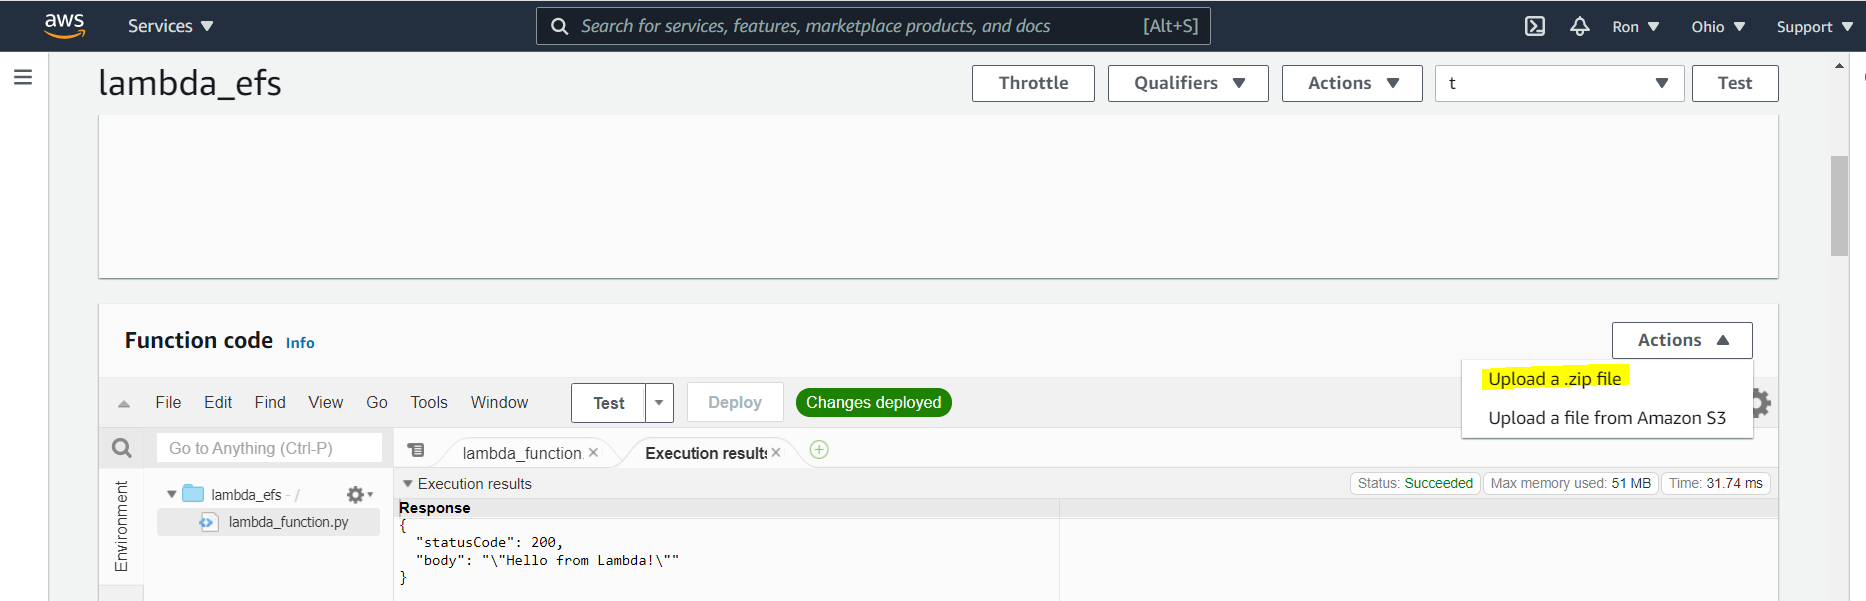 aws Services Search for services, features, marketplace products, and docs [Alt+S] Ron Ohio Support
lambda_efs Throttle Qualifiers Actions t Test
Function code Info Actions
Upload a .zip file
Upload a file from Amazon S3
File Edit Find View Go Tools Window Test Deploy Changes deployed
Go to Anything (Ctrl-P) lambda_function Execution results
Environment
lambda_efs - /
lambda_function.py
Execution results Status: Succeeded Max memory used: 51 MB Time: 31.74 ms
Response
{
"statusCode": 200,
"body": "\"Hello from Lambda!\""
}